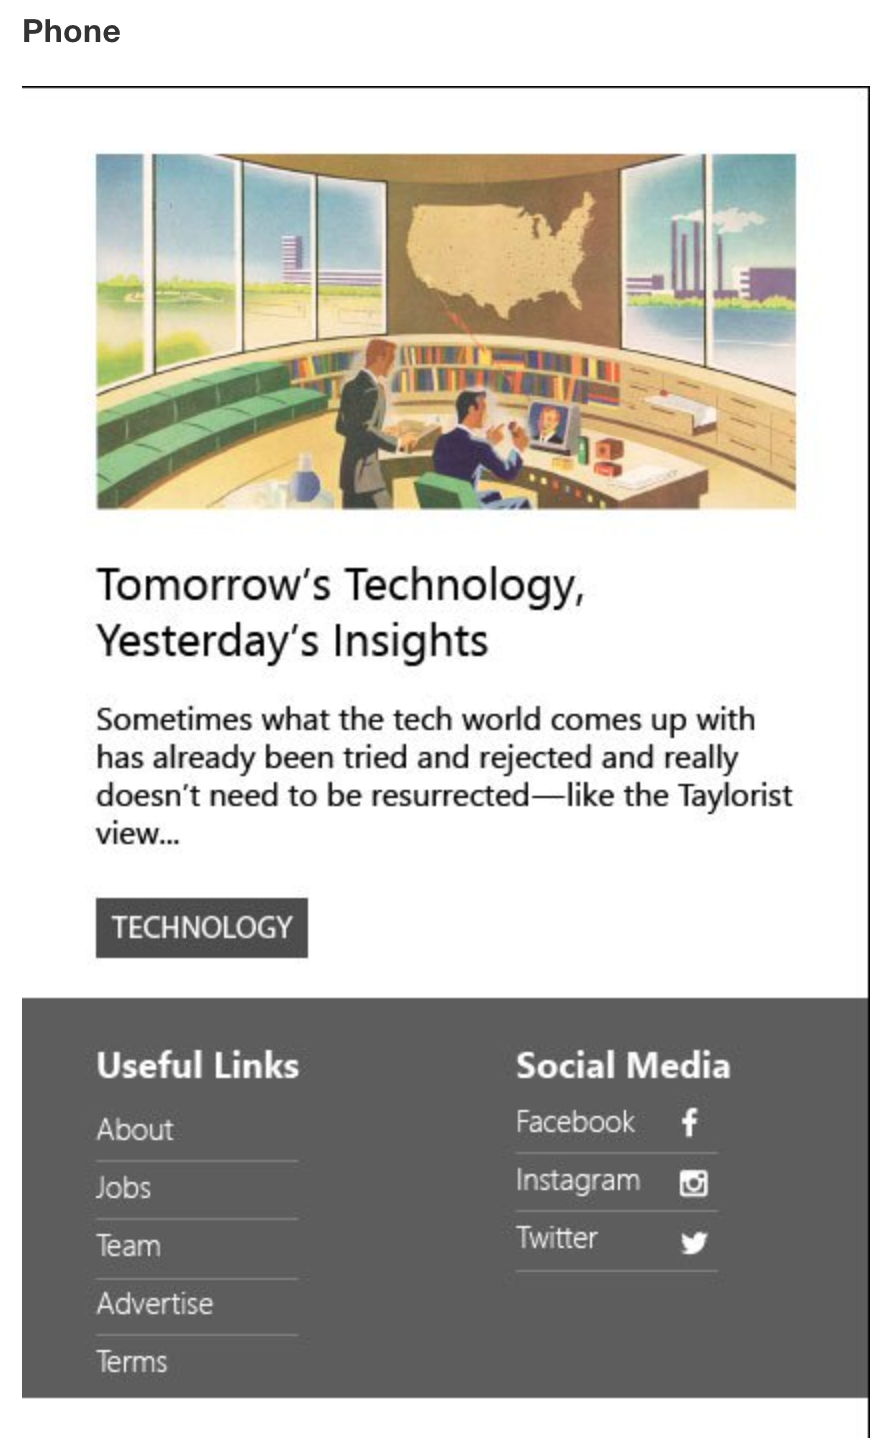 Phone
Tomorrow’s Technology,
Yesterday’s Insights
Sometimes what the tech world comes up with
has already been tried and rejected and really
doesn’t need to be resurrected—like the Taylorist
view...
TECHNOLOGY
Useful Links
About
Jobs
Team
Advertise
Terms
Social Media
Facebook
Instagram
Twitter